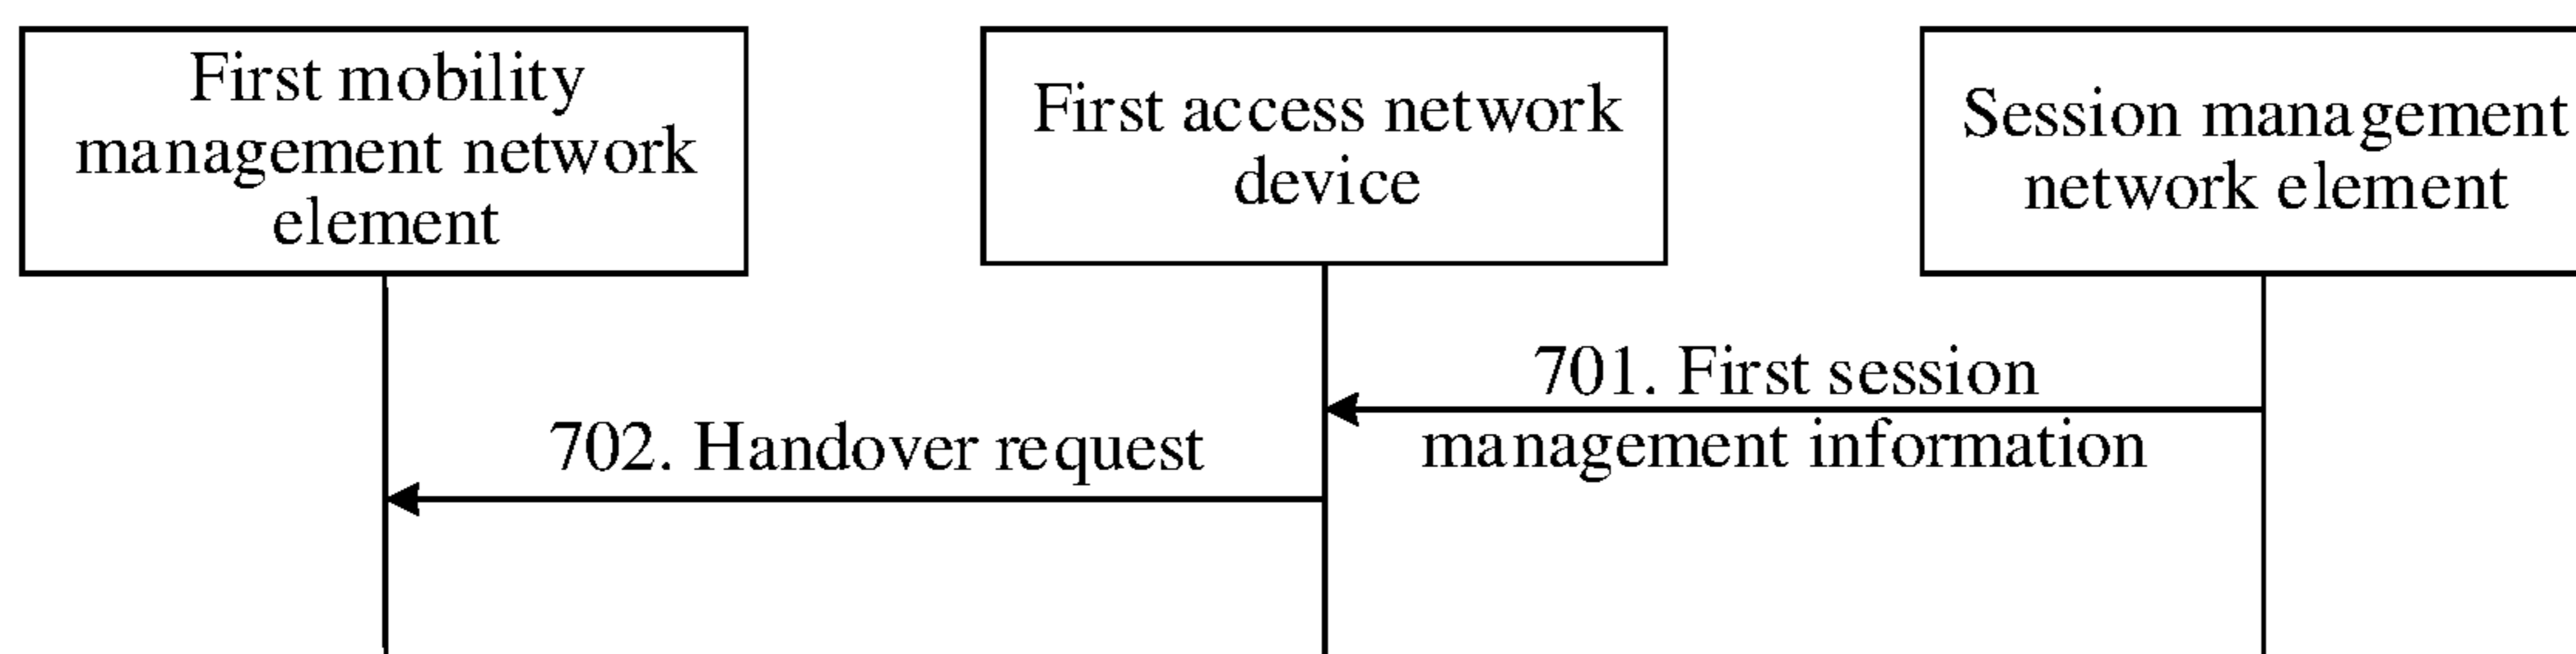 First mobility
management network
element
First access network
device
Session management
network element
701. First session
management information
702. Handover request